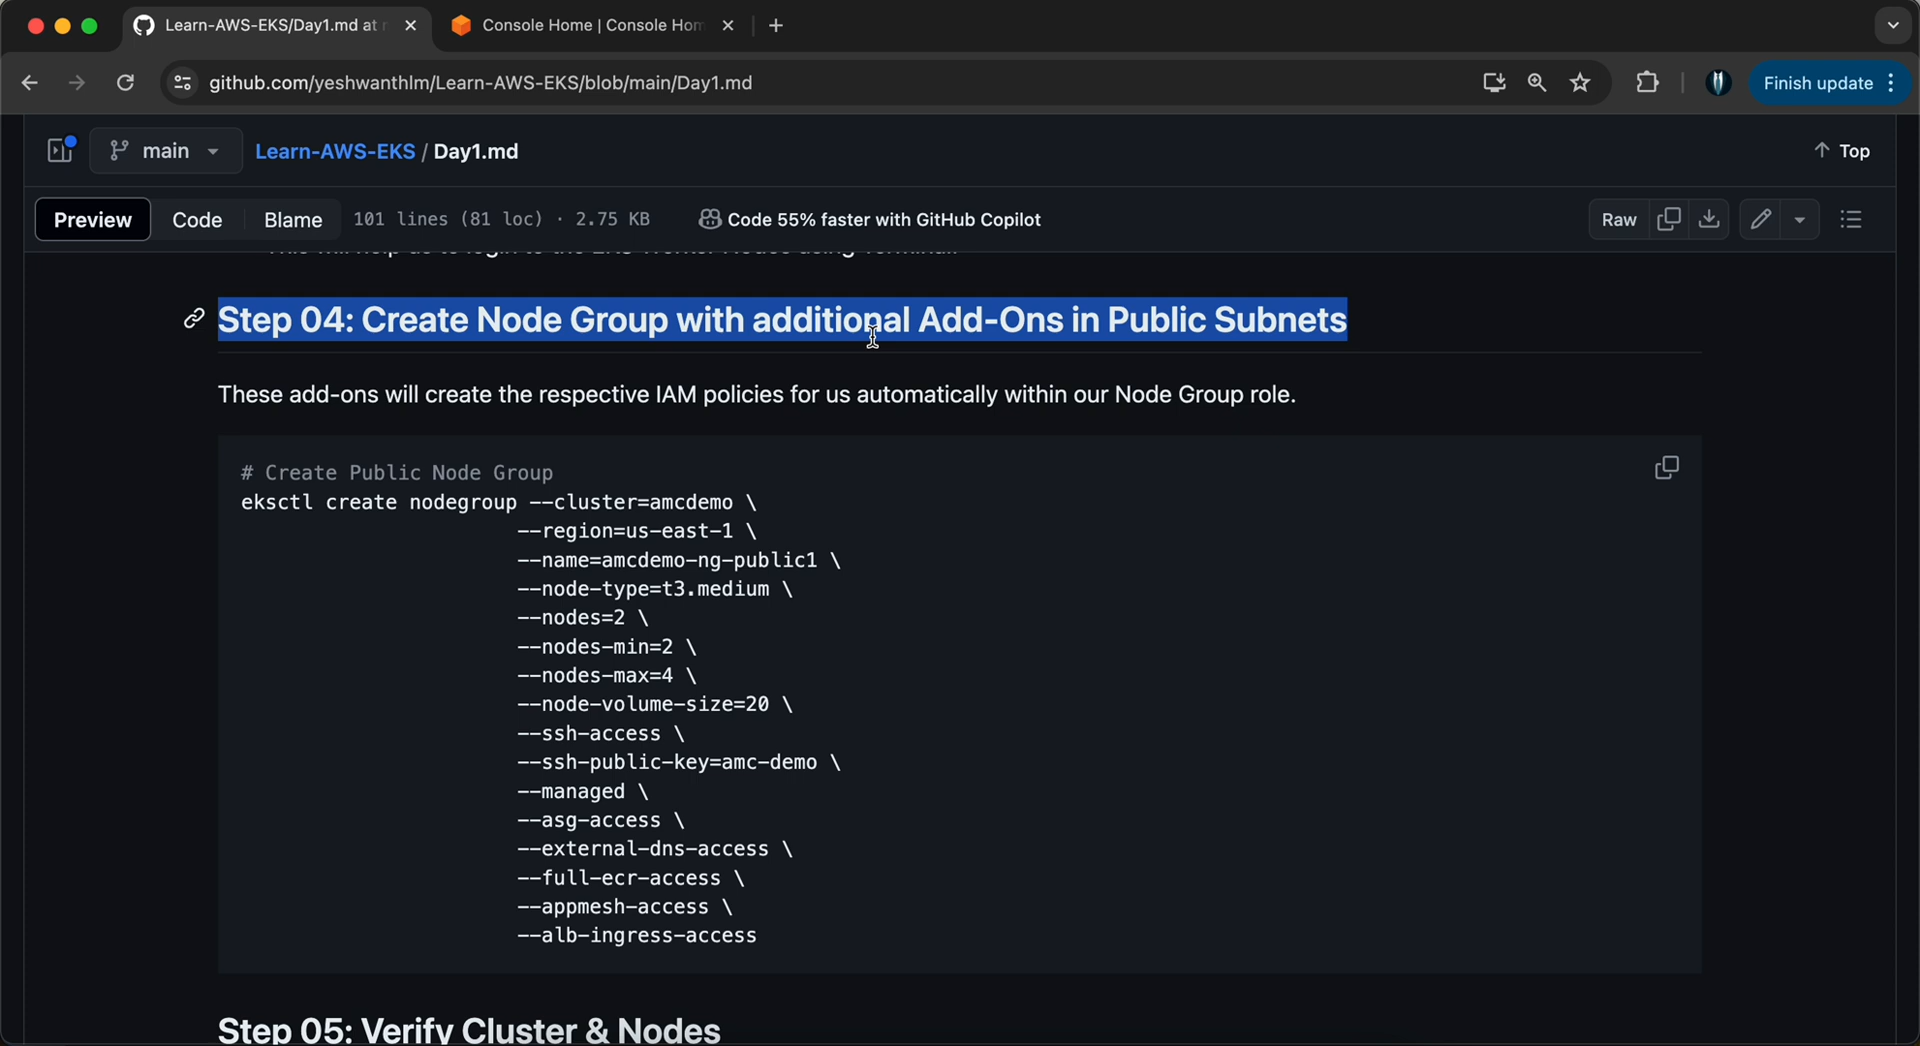 Learn-AWS-EKS/Day1.md at
Console Home | Console Hom
github.com/yeshwanthlm/Learn-AWS-EKS/blob/main/Day1.md
Finish update
main
Learn-AWS-EKS / Day1.md
Top
Preview
Code
Blame
101 lines (81 loc) · 2.75 KB
Code 55% faster with GitHub Copilot
Raw
Step 04: Create Node Group with additional Add-Ons in Public Subnets
These add-ons will create the respective IAM policies for us automatically within our Node Group role.
# Create Public Node Group
eksctl create nodegroup --cluster=amcdemo \
--region=us-east-1 \
--name=amcdemo-ng-public1 \
--node-type=t3.medium \
--nodes=2 \
--nodes-min=2 \
--nodes-max=4 \
--node-volume-size=20 \
--ssh-access \
--ssh-public-key=amc-demo \
--managed \
--asg-access \
--external-dns-access \
--full-ecr-access \
--appmesh-access \
--alb-ingress-access
Step 05: Verify Cluster & Nodes